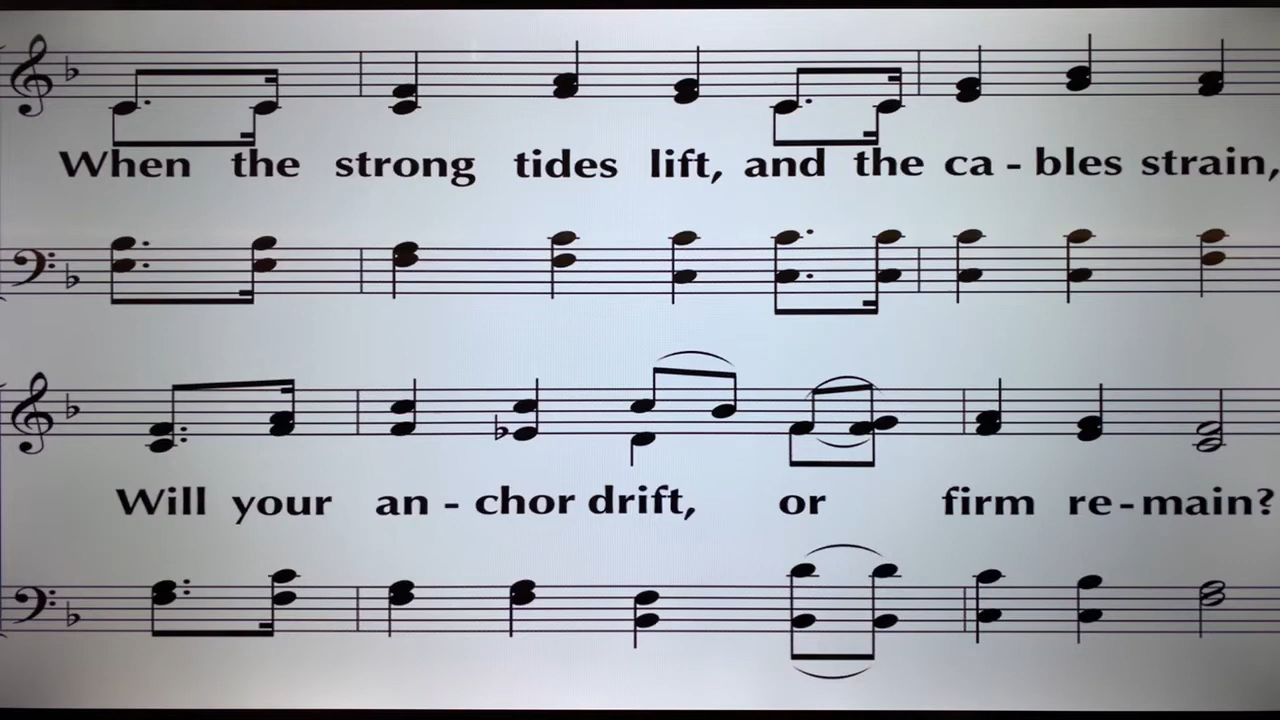 When the strong tides lift, and the ca - bles strain,
Will your an - chor drift, or firm re - main?